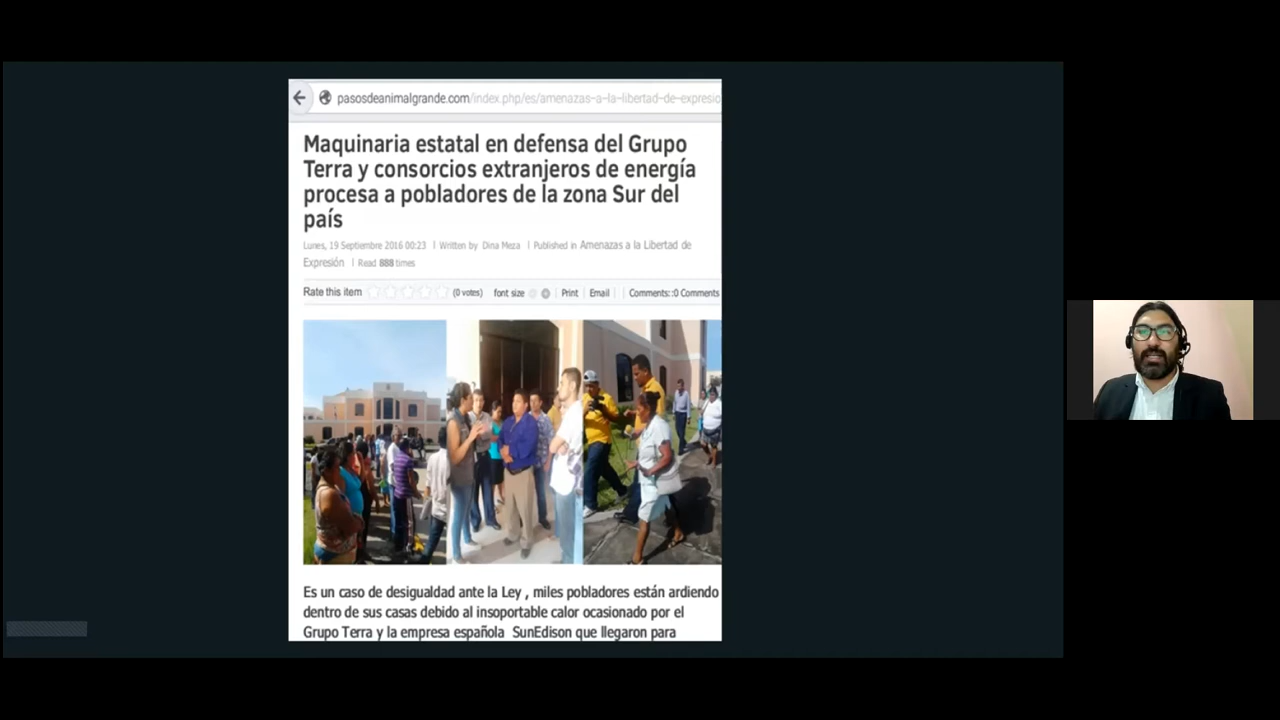 pasosdeanimalgrande.com/index.php/es/amenazas-a-la-libertad-de-expresio
Maquinaria estatal en defensa del Grupo
Terra y consorcios extranjeros de energía
procesa a pobladores de la zona Sur del
país
Lunes, 19 Septiembre 2016 00:23 | Written by Dina Meza | Published in Amenazas a la Libertad de
Expresión | Read 888 times
Rate this item (0 votes) font size | Print | Email | Comments::0 Comments
Es un caso de desigualdad ante la Ley , miles pobladores están ardiendo
dentro de sus casas debido al insoportable calor ocasionado por el
Grupo Terra y la empresa española SunEdison que llegaron para